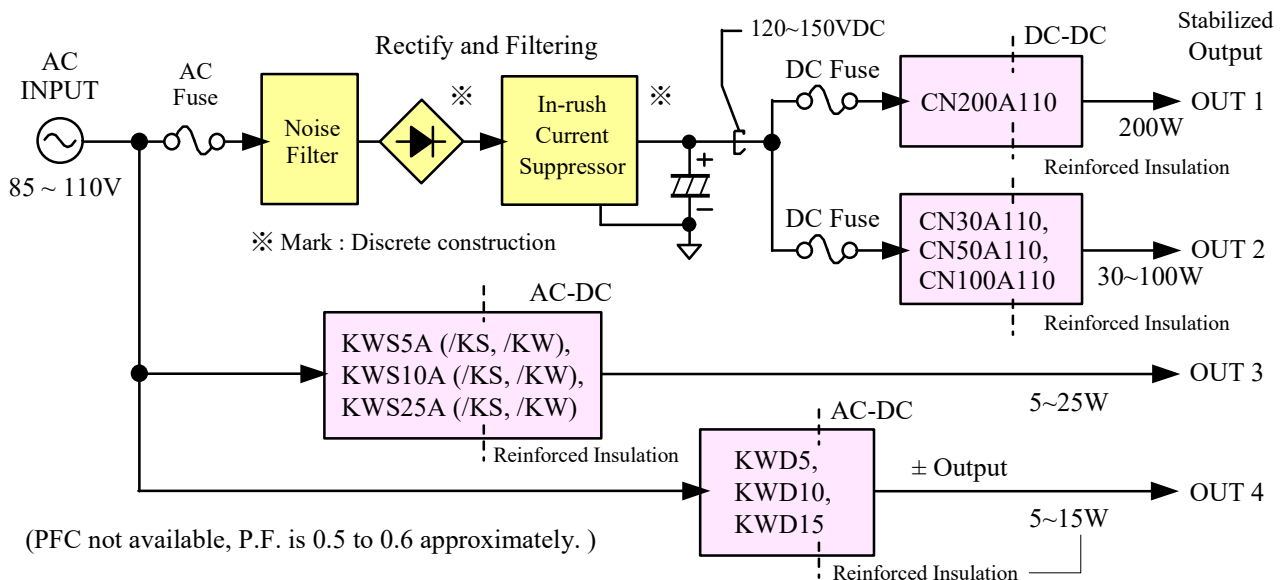 AC
INPUT
85 ~ 110V
AC
Fuse
Rectify and Filtering
Noise
Filter
※
In-rush
Current
Suppressor
※
+
−
120~150VDC
DC Fuse
DC-DC
CN200A110
Stabilized
Output
OUT 1
200W
Reinforced Insulation
※ Mark : Discrete construction
DC Fuse
CN30A110,
CN50A110,
CN100A110
OUT 2
30~100W
Reinforced Insulation
AC-DC
KWS5A (/KS, /KW),
KWS10A (/KS, /KW),
KWS25A (/KS, /KW)
OUT 3
5~25W
Reinforced Insulation
AC-DC
KWD5,
KWD10,
KWD15
± Output
OUT 4
5~15W
Reinforced Insulation
(PFC not available, P.F. is 0.5 to 0.6 approximately. )